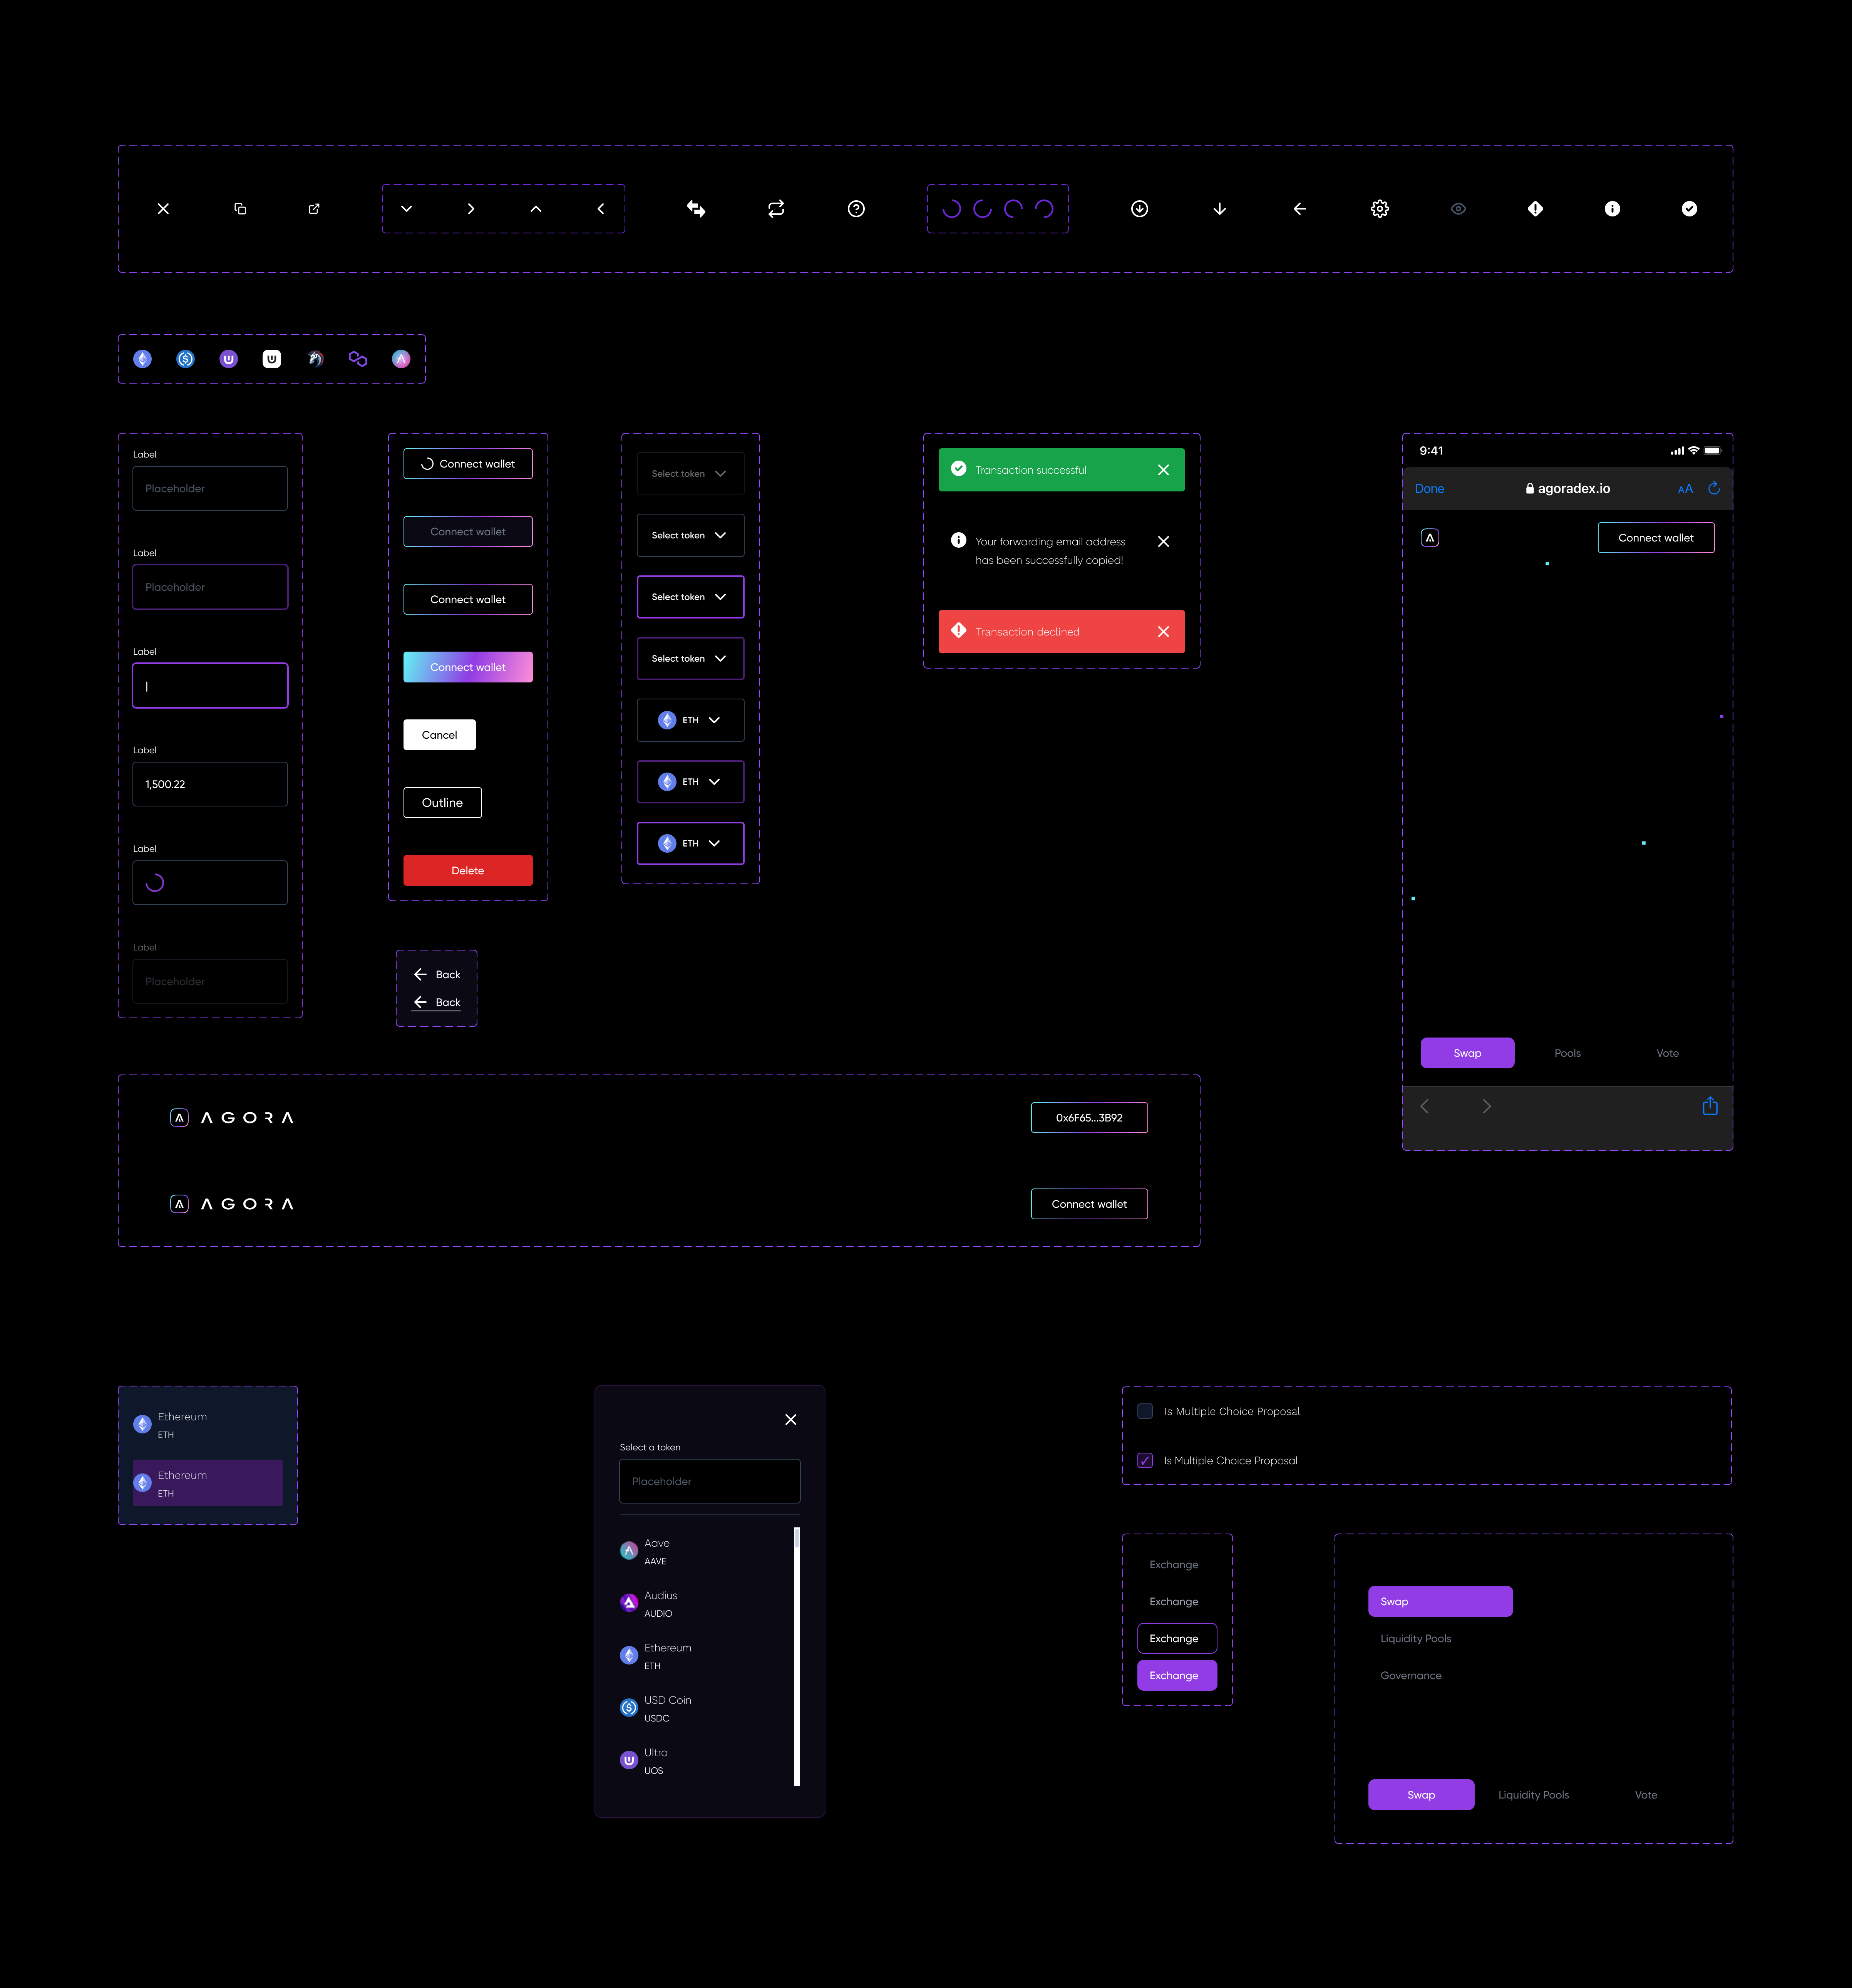 Label
Placeholder
Label
Placeholder
Label
Label
1,500.22
Label
Label
Placeholder
Connect wallet
Connect wallet
Connect wallet
Connect wallet
Cancel
Outline
Delete
Back
Back
Select token
Select token
Select token
Select token
ETH
ETH
ETH
Transaction successful
Your forwarding email address
has been successfully copied!
Transaction declined
9:41
Done
agoradex.io
AA
Connect wallet
Swap
Pools
Vote
AGORA
0x6F65...3B92
AGORA
Connect wallet
Ethereum
ETH
Ethereum
ETH
Select a token
Placeholder
Aave
AAVE
Audius
AUDIO
Ethereum
ETH
USD Coin
USDC
Ultra
UOS
Is Multiple Choice Proposal
Is Multiple Choice Proposal
Exchange
Exchange
Exchange
Exchange
Swap
Liquidity Pools
Governance
Swap
Liquidity Pools
Vote